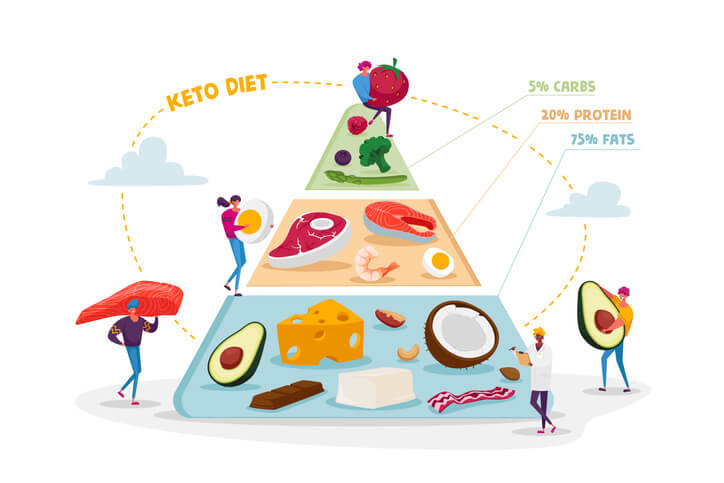 KETO DIET
5% CARBS
20% PROTEIN
75% FATS